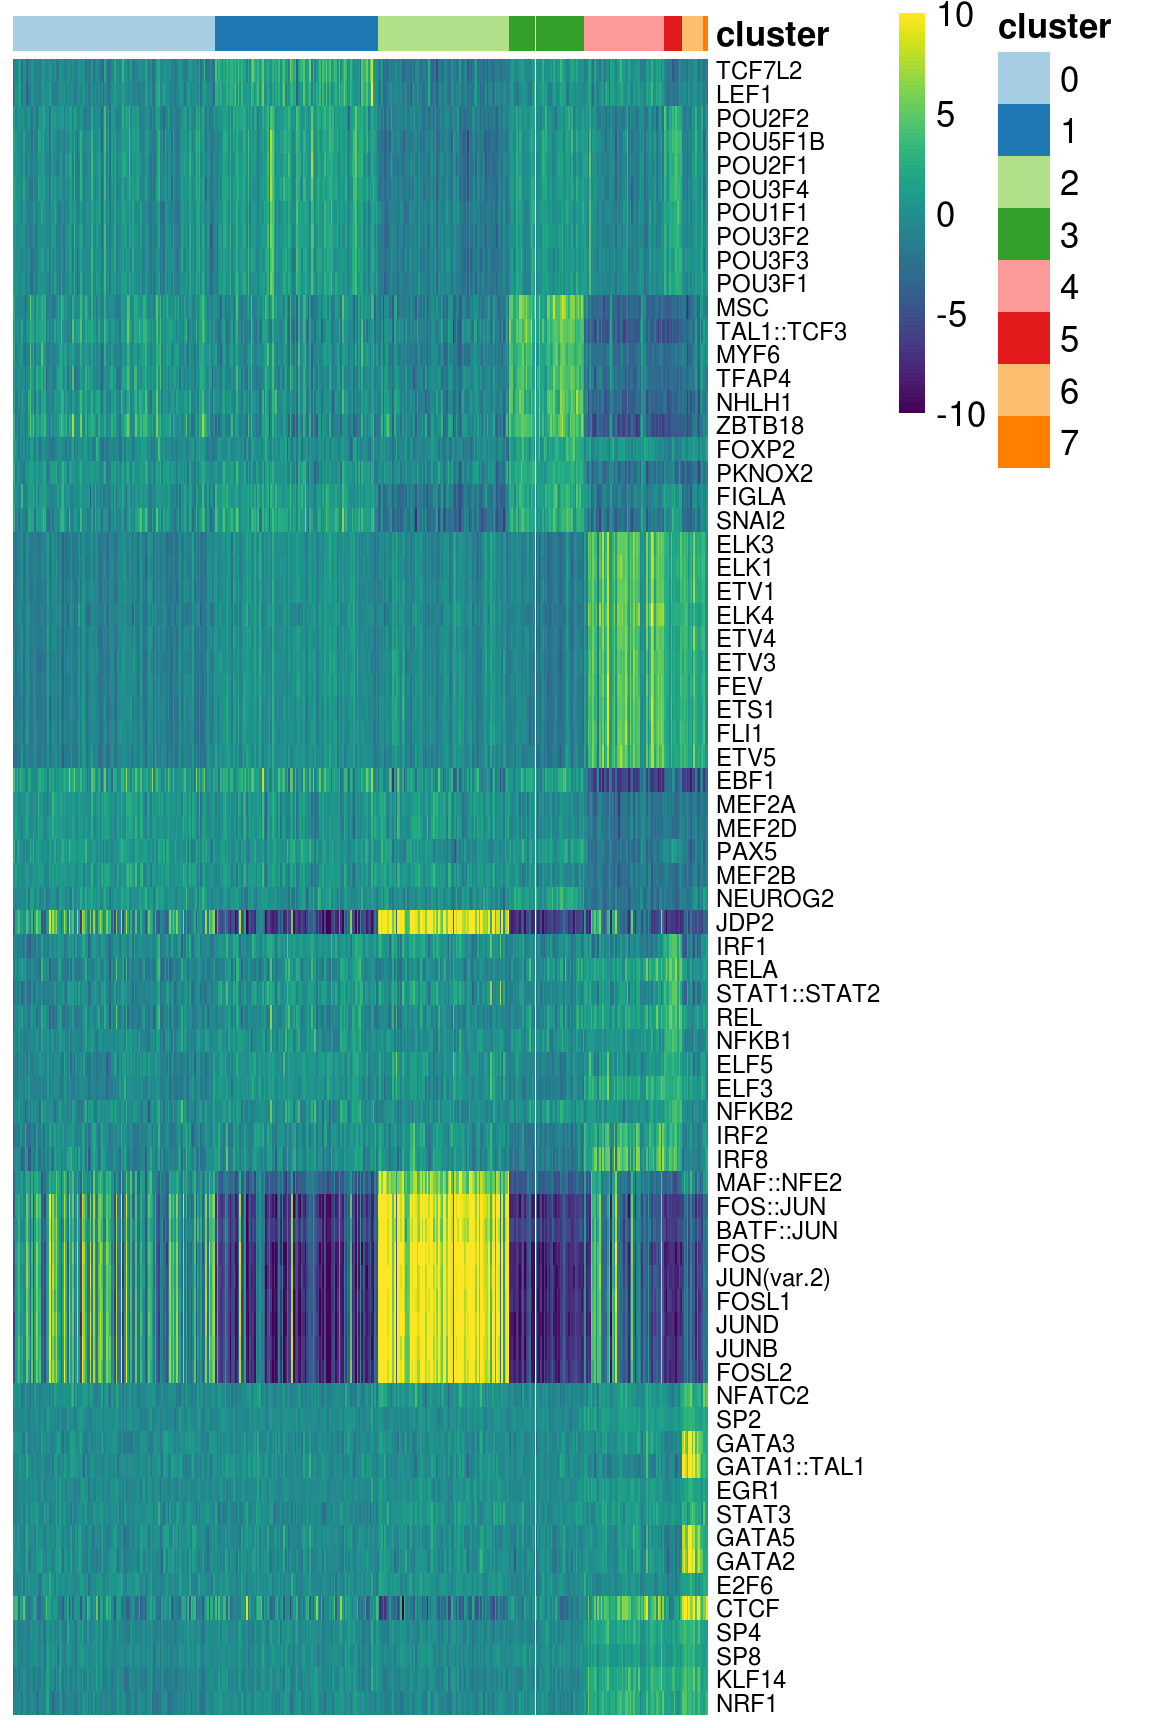 cluster
TCF7L2
LEF1
POU2F2
POU5F1B
POU2F1
POU3F4
POU1F1
POU3F2
POU3F3
POU3F1
MSC
TAL1::TCF3
MYF6
TFAP4
NHLH1
ZBTB18
FOXP2
PKNOX2
FIGLA
SNAI2
ELK3
ELK1
ETV1
ELK4
ETV4
ETV3
FEV
ETS1
FLI1
ETV5
EBF1
MEF2A
MEF2D
PAX5
MEF2B
NEUROG2
JDP2
IRF1
RELA
STAT1::STAT2
REL
NFKB1
ELF5
ELF3
NFKB2
IRF2
IRF8
MAF::NFE2
FOS::JUN
BATF::JUN
FOS
JUN(var.2)
FOSL1
JUND
JUNB
FOSL2
NFATC2
SP2
GATA3
GATA1::TAL1
EGR1
STAT3
GATA5
GATA2
E2F6
CTCF
SP4
SP8
KLF14
NRF1
10
5
0
-5
-10
cluster
0
1
2
3
4
5
6
7